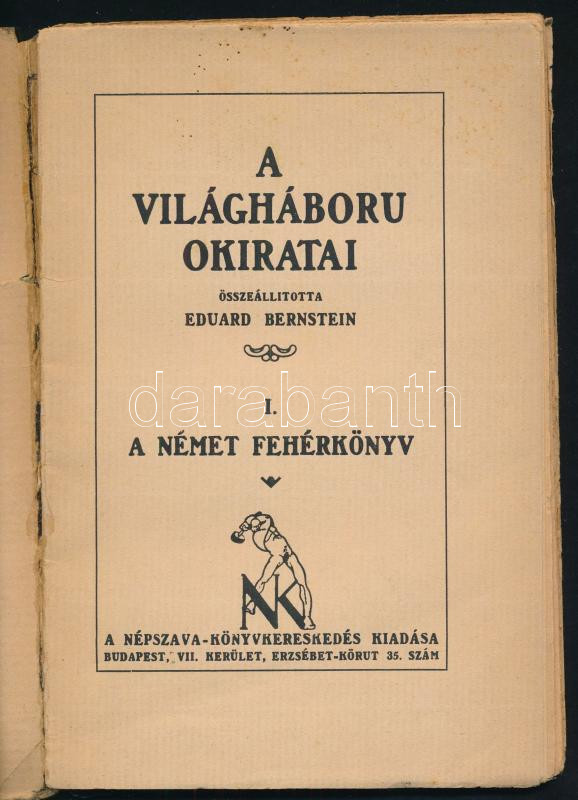 A
VILÁGHÁBORU
OKIRATAI
ÖSSZEÁLLITOTTA
EDUARD BERNSTEIN
darabanth
I.
A NÉMET FEHÉRKÖNYV
NK
A NÉPSZAVA-KÖNYVKERESKEDÉS KIADÁSA
BUDAPEST, VII. KERÜLET, ERZSÉBET-KÖRUT 35. SZÁM